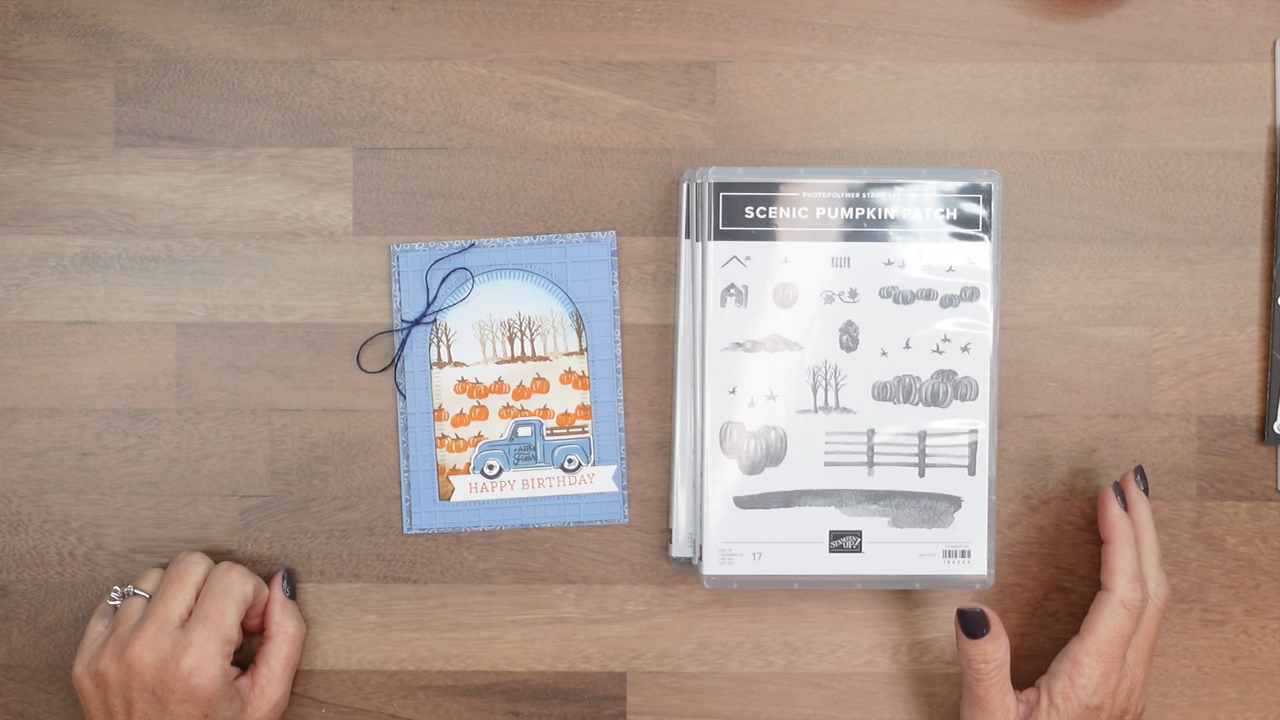 FARM
Fresh
HAPPY BIRTHDAY
PHOTOPOLYMER STAMP SET
SCENIC PUMPKIN PATCH
STAMPIN' UP!
17